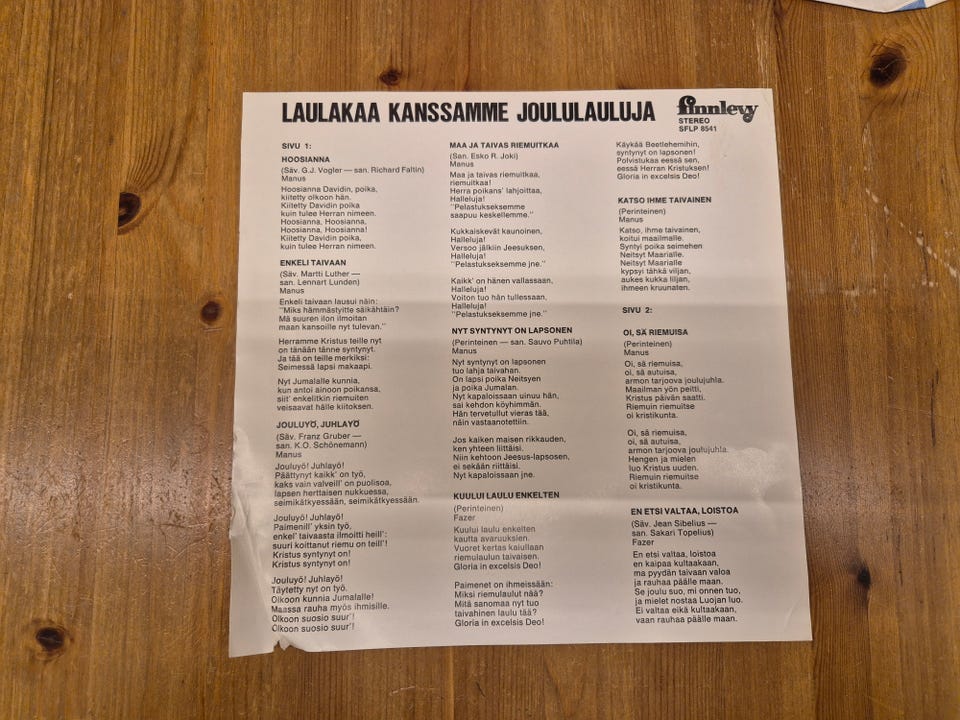 LAULAKAA KANSSAMME JOULULAULUJA
finnlevy
STEREO
SFLP 8541
SIVU 1:
HOOSIANNA
(Säv. G.J. Vogler — san. Richard Faltin)
Manus
Hoosianna Davidin, poika,
kiitetty olkoon hän.
Kiitetty Davidin poika
kuin tulee Herran nimeen.
Hoosianna, Hoosianna,
Hoosianna, Hoosianna!
Kiitetty Davidin poika,
kuin tulee Herran nimeen.
ENKELI TAIVAAN
(Säv. Martti Luther —
san. Lennart Lunden)
Manus
Enkeli taivaan lausui näin:
"Miks hämmästyitte säikähtäin?
Mä suuren ilon ilmoitan
maan kansoille nyt tulevan."
Herramme Kristus teille nyt
on tänään tänne syntynyt.
Ja tää on teille merkiksi:
Seimessä lapsi makaapi.
Nyt Jumalalle kunnia,
kun antoi ainoon poikansa,
siit' enkelitkin riemuiten
veisaavat hälle kiitoksen.
JOULUYÖ, JUHLAYÖ
(Säv. Franz Gruber —
san. K.O. Schönemann)
Manus
Jouluyö! Juhlayö!
Päättynyt kaikk' on työ,
kaks vain valveill' on puolisoa,
lapsen herttaisen nukkuessa,
seimikätkyessään, seimikätkyessään.
Jouluyö! Juhlayö!
Paimenill' yksin työ,
enkel' taivaasta ilmoitti heill':
suuri koittanut riemu on teill'!
Kristus syntynyt on!
Kristus syntynyt on!
Jouluyö! Juhlayö!
Täytetty nyt on työ.
Olkoon kunnia Jumalalle!
Maassa rauha myös ihmisille.
Olkoon suosio suur'!
Olkoon suosio suur'!
MAA JA TAIVAS RIEMUITKAA
(San. Esko R. Joki)
Manus
Maa ja taivas riemuitkaa,
riemuitkaa!
Herra poikans' lahjoittaa,
Halleluja!
"Pelastukseksemme
saapuu keskellemme."
Kukkaiskevät kaunoinen,
Halleluja!
Versoo jälkiin Jeesuksen,
Halleluja!
"Pelastukseksemme jne."
Kaikk' on hänen vallassaan,
Halleluja!
Voiton tuo hän tullessaan,
Halleluja!
"Pelastukseksemme jne."
NYT SYNTYNYT ON LAPSONEN
(Perinteinen — san. Sauvo Puhtila)
Manus
Nyt syntynyt on lapsonen
tuo lahja taivahan.
On lapsi poika Neitsyen
ja poika Jumalan.
Nyt kapaloissaan uinuu hän,
sai kehdon köyhimmän.
Hän tervetullut vieras tää,
näin vastaanotettiin.
Jos kaiken maisen rikkauden,
ken yhteen liittäisi.
Niin kehtoon Jeesus-lapsosen,
ei sekään riittäisi.
Nyt kapaloissaan jne.
KUULUI LAULU ENKELTEN
(Perinteinen)
Fazer
Kuului laulu enkelten
kautta avaruuksien.
Vuoret kertas kaiullaan
riemulaulun taivaisen.
Gloria in excelsis Deo!
Paimenet on ihmeissään:
Miksi riemulaulut nää?
Mitä sanomaa nyt tuo
taivahinen laulu tää?
Gloria in excelsis Deo!
Käykää Beetlehemihin,
syntynyt on lapsonen!
Polvistukaa eessä sen,
eessä Herran Kristuksen!
Gloria in excelsis Deo!
KATSO IHME TAIVAINEN
(Perinteinen)
Manus
Katso, ihme taivainen,
koitui maailmalle.
Syntyi poika seimehen
Neitsyt Maarialle.
Neitsyt Maarialle
kypsyi tähkä viljan,
aukes kukka liljan,
ihmeen kruunaten.
SIVU 2:
OI, SÄ RIEMUISA
(Perinteinen)
Manus
Oi, sä riemuisa,
oi, sä autuisa,
armon tarjoova joulujuhla.
Maailman yön peitti,
Kristus päivän saatti.
Riemuin riemuitse
oi kristikunta.
Oi, sä riemuisa,
oi, sä autuisa,
armon tarjoova joulujuhla.
Hengen ja mielen
luo Kristus uuden.
Riemuin riemuitse
oi kristikunta.
EN ETSI VALTAA, LOISTOA
(Säv. Jean Sibelius —
san. Sakari Topelius)
Fazer
En etsi valtaa, loistoa
en kaipaa kultaakaan,
ma pyydän taivaan valoa
ja rauhaa päälle maan.
Se joulu suo, mi onnen tuo,
ja mielet nostaa Luojan luo.
Ei valtaa eikä kultaakaan,
vaan rauhaa päälle maan.